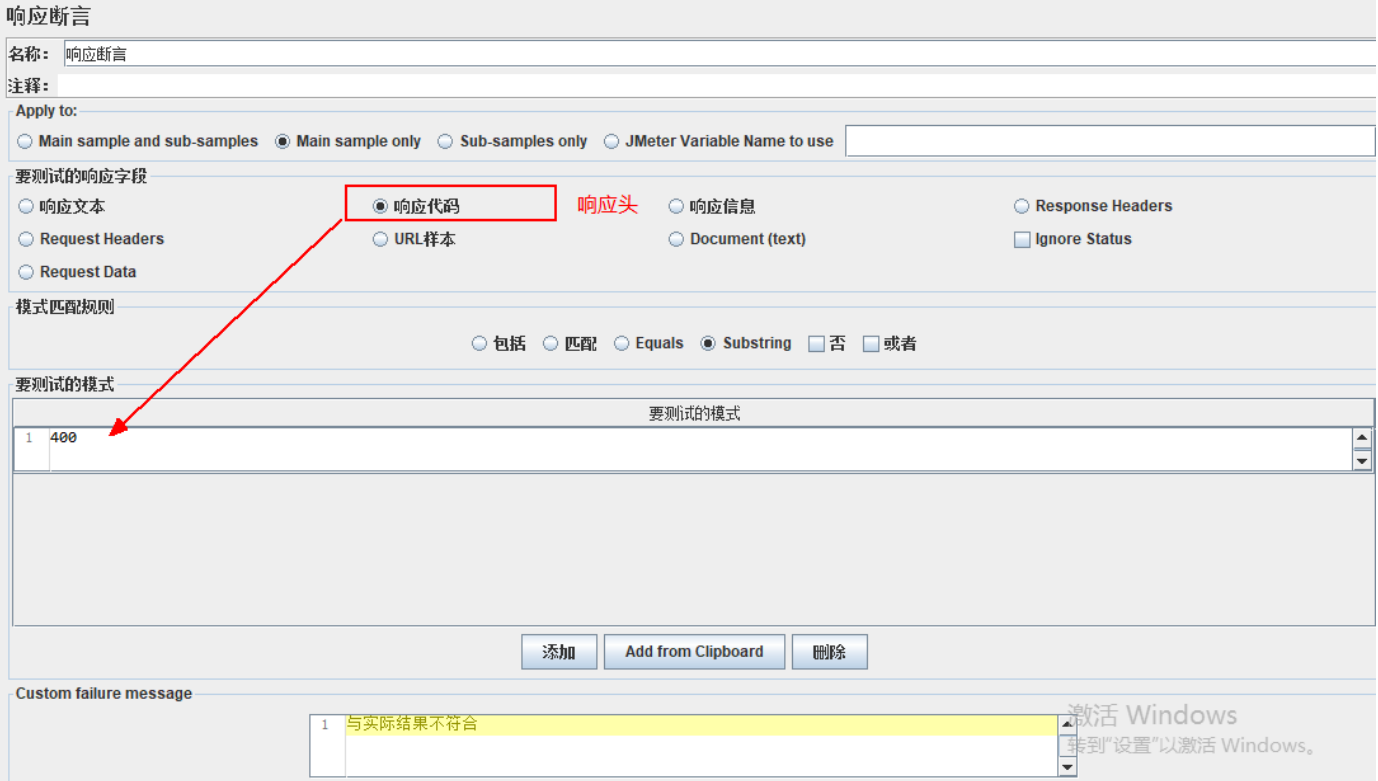 响应断言
名称： 响应断言
注释：
Apply to:
Main sample and sub-samples Main sample only Sub-samples only JMeter Variable Name to use
要测试的响应字段
响应文本 响应代码 响应头 响应信息 Response Headers
Request Headers URL样本 Document (text) Ignore Status
Request Data
模式匹配规则
包括 匹配 Equals Substring 否 或者
要测试的模式
要测试的模式
1 400
添加 Add from Clipboard 删除
Custom failure message
1 与实际结果不符合
激活 Windows
转到“设置”以激活 Windows。